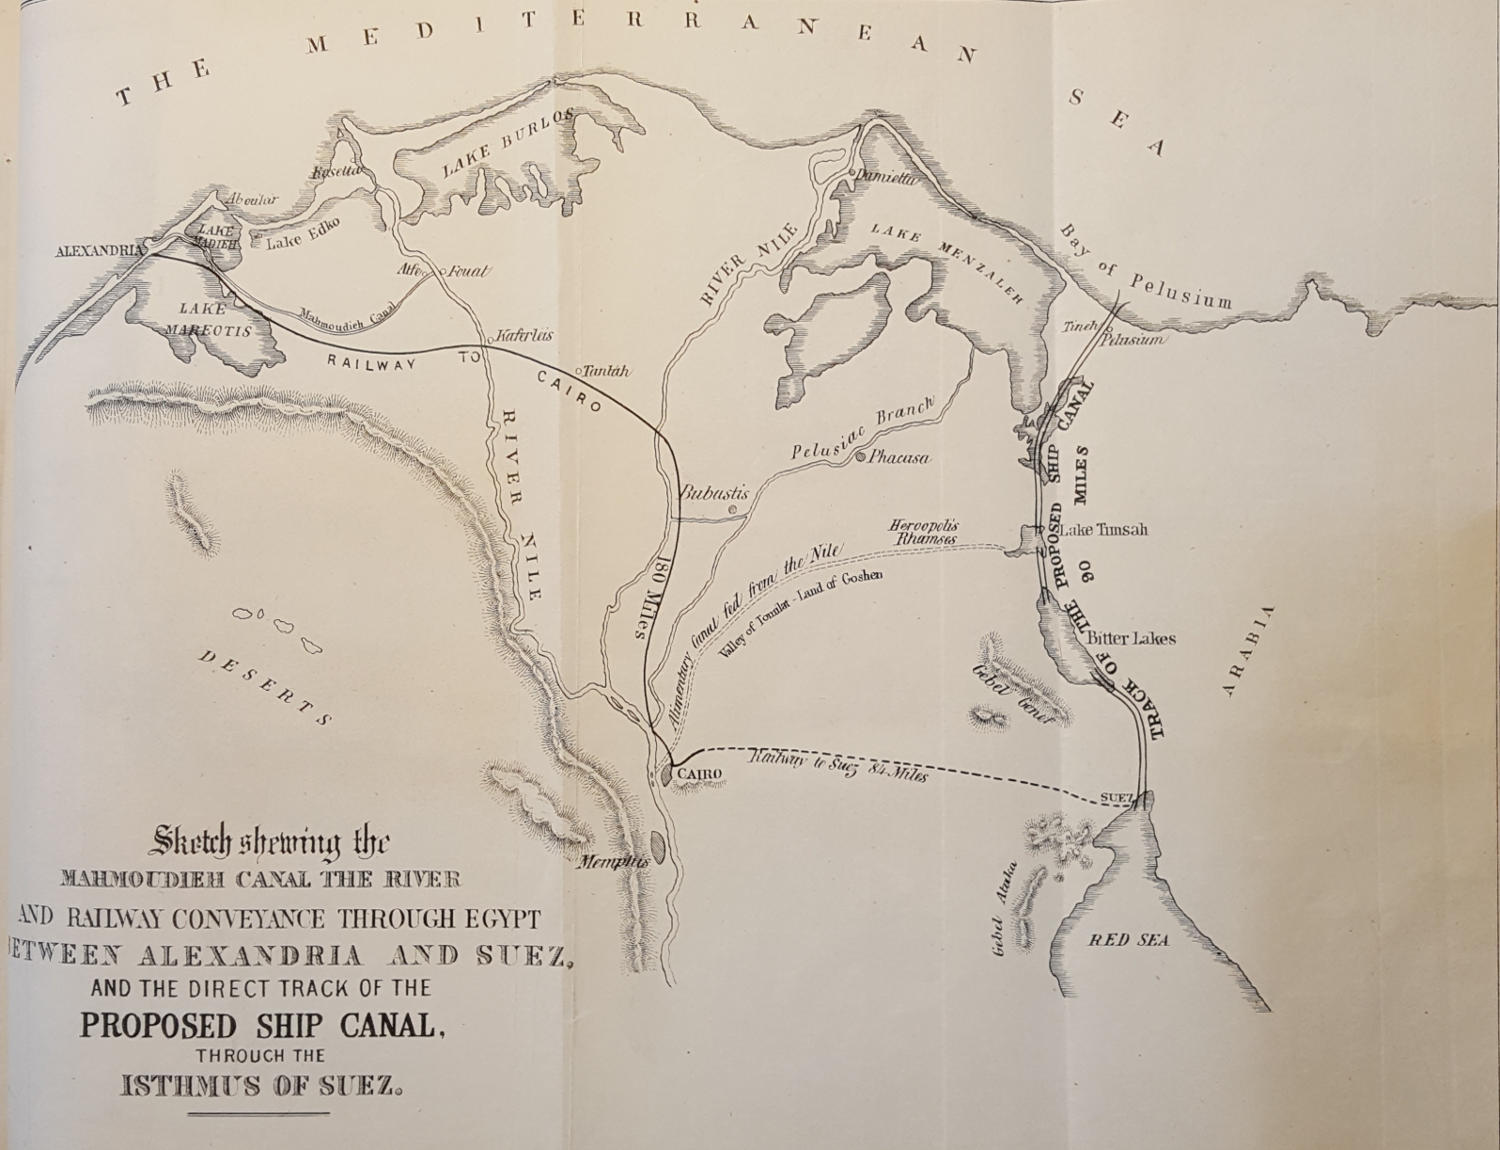 THE MEDITERRANEAN SEA
LAKE BURLOS
Rosetta
Damietta
Aboukir
LAKE
MADIEH
Lake Edko
ALEXANDRIA
RIVER NILE
LAKE MENZALEH
Bay of Pelusium
Atfe
Fouat
LAKE
MAREOTIS
Mahmoudieh Canal
Tineh
Pelusium
Kaferleis
RAILWAY TO CAIRO
Tantah
RIVER NILE
Pelusiac Branch
Phacasa
Bubastis
180 Miles
Heroopolis
Rhamses
Lake Timsah
TRACK OF THE PROPOSED SHIP CANAL
90 MILES
Alimentary Canal fed from the Nile
Valley of Toumlat - Land of Goshen
Bitter Lakes
ARABIA
DESERTS
Gebel Genef
CAIRO
Railway to Suez 84 Miles
SUEZ
Memphis
Gebel Ataka
RED SEA
Sketch shewing the
MAHMOUDIEH CANAL THE RIVER
AND RAILWAY CONVEYANCE THROUGH EGYPT
BETWEEN ALEXANDRIA AND SUEZ,
AND THE DIRECT TRACK OF THE
PROPOSED SHIP CANAL,
THROUGH THE
ISTHMUS OF SUEZ.